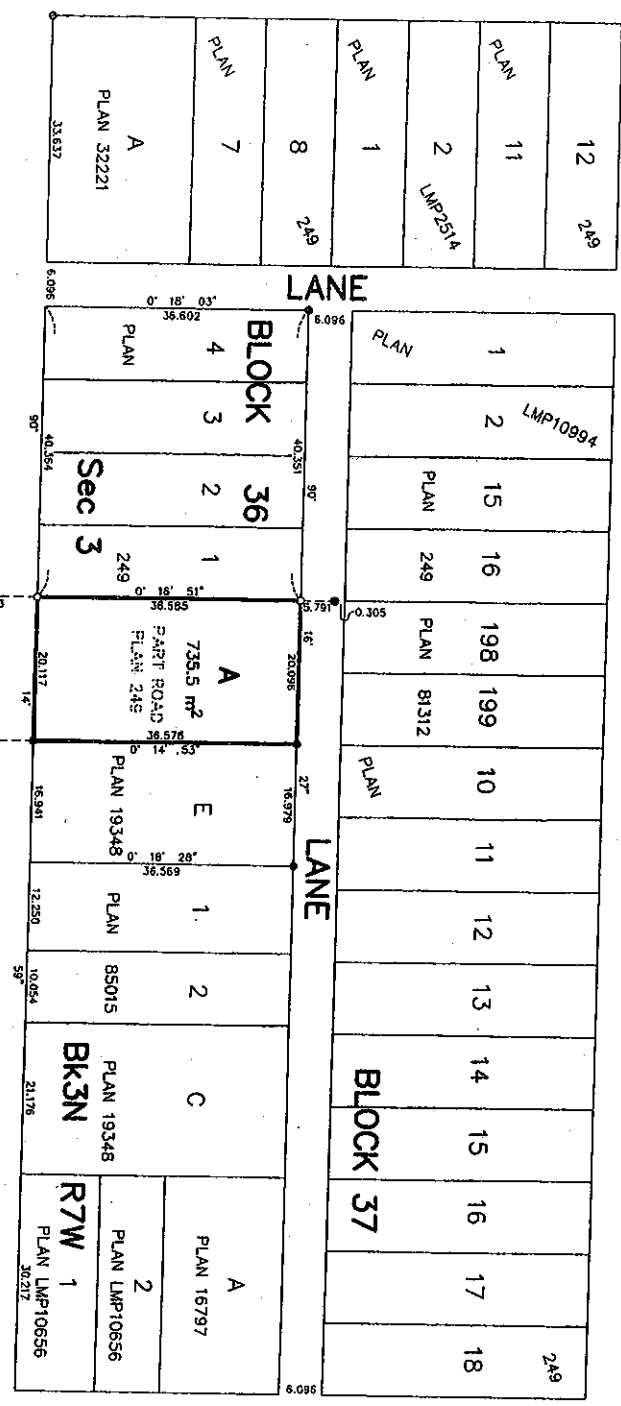 12
249
PLAN
11
2
LMP2514
PLAN
1
8
249
PLAN
7
A
PLAN 32221
33.637
LANE
6.096
6.096
0° 18' 03"
36.602
PLAN
1
2
LMP10994
15
PLAN
16
249
198
PLAN
199
81312
10
PLAN
11
12
13
14
15
16
17
18
249
BLOCK 37
BLOCK 36
4
PLAN
3
2
1
249
Sec 3
90°
40.351
90°
40.364
5.791
0.305
0° 16' 51"
36.585
16'
20.096
A
735.5 m²
PART ROAD
PLAN 249
20.117
14'
36.576
0° 14' 53"
27"
16.979
E
PLAN 19348
16.941
0° 18' 28"
36.569
LANE
1
PLAN
12.250
2
85015
10.054
59"
C
PLAN 19348
21.176
Bk3N
R7W
A
PLAN 16797
2
PLAN LMP10656
1
PLAN LMP10656
30.217
6.096